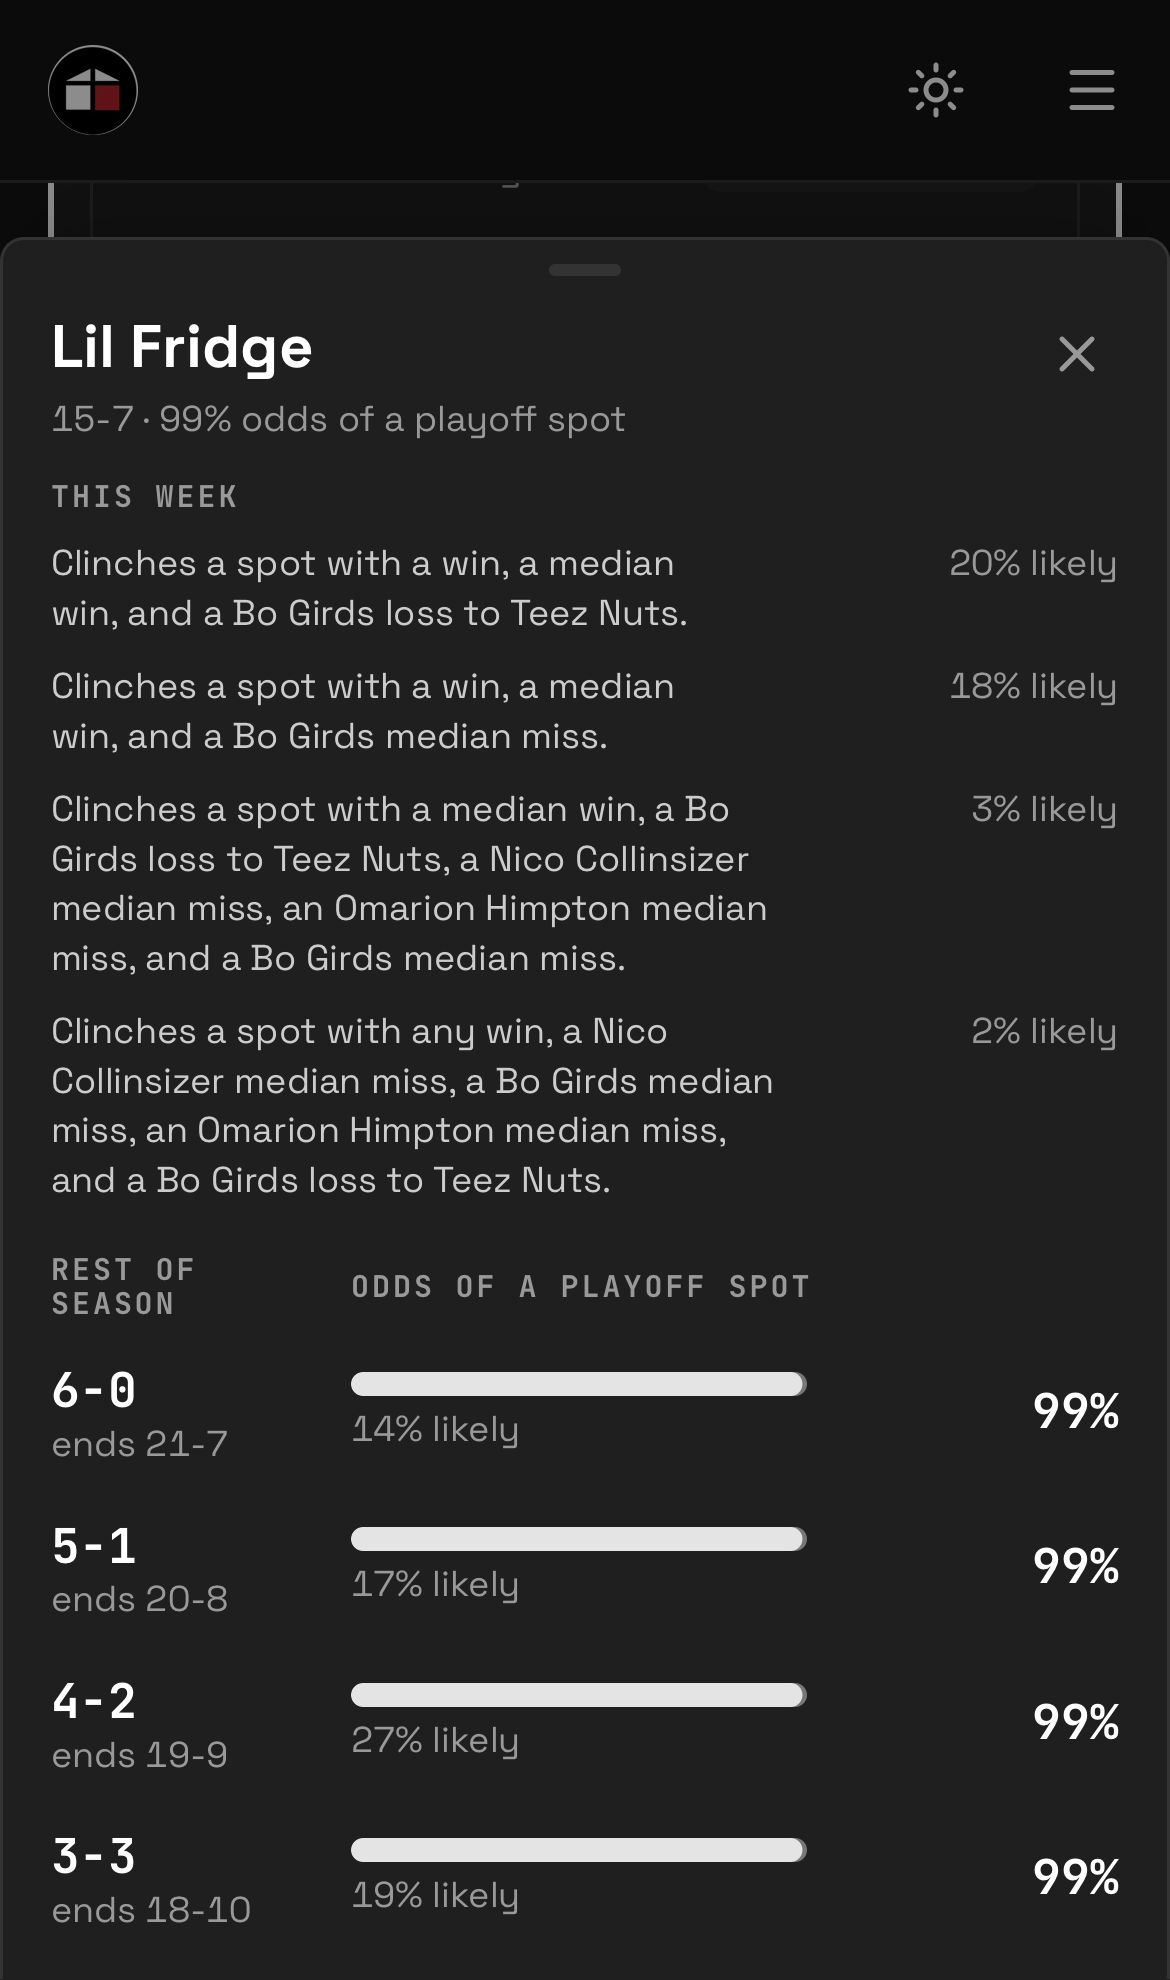 Lil Fridge
15-7 · 99% odds of a playoff spot
THIS WEEK
Clinches a spot with a win, a median
win, and a Bo Girds loss to Teez Nuts.
20% likely
Clinches a spot with a win, a median
win, and a Bo Girds median miss.
18% likely
Clinches a spot with a median win, a Bo
Girds loss to Teez Nuts, a Nico Collinsizer
median miss, an Omarion Himpton median
miss, and a Bo Girds median miss.
3% likely
Clinches a spot with any win, a Nico
Collinsizer median miss, a Bo Girds median
miss, an Omarion Himpton median miss,
and a Bo Girds loss to Teez Nuts.
2% likely
REST OF
SEASON
ODDS OF A PLAYOFF SPOT
6-0
ends 21-7
14% likely
99%
5-1
ends 20-8
17% likely
99%
4-2
ends 19-9
27% likely
99%
3-3
ends 18-10
19% likely
99%